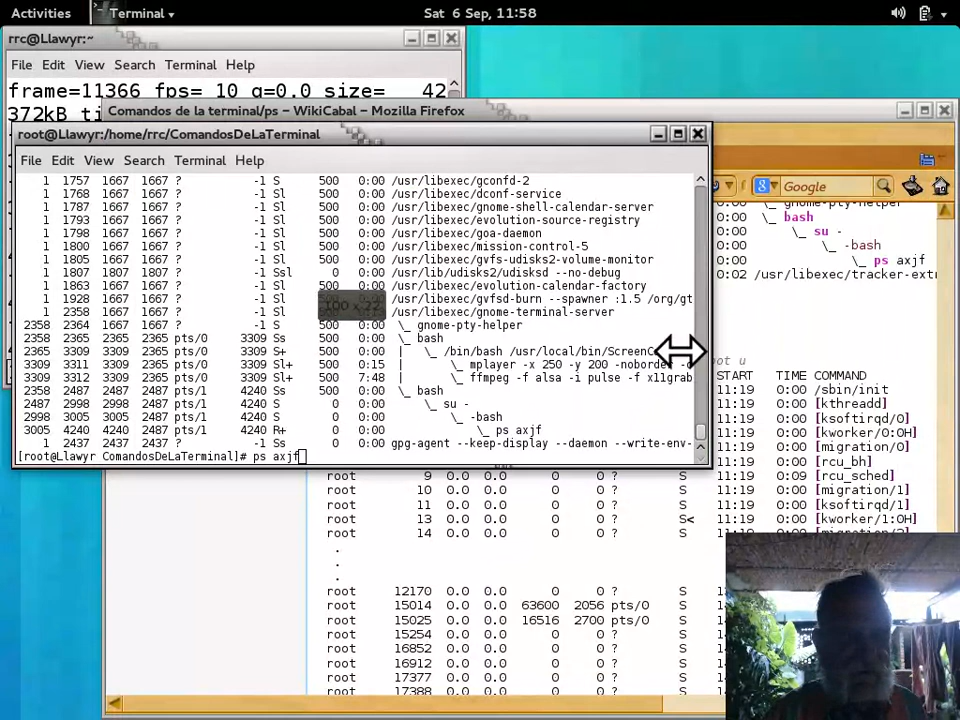 Activities Terminal Sat 6 Sep, 11:58
rrc@Llawyr:~
File Edit View Search Terminal Help
frame=11366 fps= 10 q=0.0 size= 42
372kB ti
Comandos de la terminal/ps – WikiCabal – Mozilla Firefox
root@Llawyr:/home/rrc/ComandosDeLaTerminal
File Edit View Search Terminal Help
1 1757 1667 1667 ? -1 S 500 0:00 /usr/libexec/gconfd-2
1 1768 1667 1667 ? -1 Sl 500 0:00 /usr/libexec/dconf-service
1 1787 1667 1667 ? -1 Sl 500 0:00 /usr/libexec/gnome-shell-calendar-server
1 1793 1667 1667 ? -1 Sl 500 0:00 /usr/libexec/evolution-source-registry
1 1798 1667 1667 ? -1 Sl 500 0:00 /usr/libexec/goa-daemon
1 1800 1667 1667 ? -1 Sl 500 0:00 /usr/libexec/mission-control-5
1 1805 1667 1667 ? -1 Sl 500 0:00 /usr/libexec/gvfs-udisks2-volume-monitor
1 1807 1807 1807 ? -1 Ssl 0 0:00 /usr/lib/udisks2/udisksd --no-debug
1 1863 1667 1667 ? -1 Sl 500 0:00 /usr/libexec/evolution-calendar-factory
1 1928 1667 1667 ? -1 Sl /usr/libexec/gvfsd-burn --spawner :1.5 /org/gt
100 x 22
1 2358 1667 1667 ? -1 Sl /usr/libexec/gnome-terminal-server
2358 2364 1667 1667 ? -1 S 500 0:00 \_ gnome-pty-helper
2358 2365 2365 2365 pts/0 3309 Ss 500 0:00 \_ bash
2365 3309 3309 2365 pts/0 3309 S+ 500 0:00 | \_ /bin/bash /usr/local/bin/ScreenC
3309 3311 3309 2365 pts/0 3309 Sl+ 500 0:15 | \_ mplayer -x 250 -y 200 -noborder
3309 3312 3309 2365 pts/0 3309 Sl+ 500 7:48 | \_ ffmpeg -f alsa -i pulse -f x11grab
2358 2487 2487 2487 pts/1 4240 Ss 500 0:00 \_ bash
2487 2998 2998 2487 pts/1 4240 S 0 0:00 \_ su -
2998 3005 3005 2487 pts/1 4240 S 0 0:00 \_ -bash
3005 4240 4240 2487 pts/1 4240 R+ 0 0:00 \_ ps axjf
1 2437 2437 2437 ? -1 Ss 0 0:00 gpg-agent --keep-display --daemon --write-env-
[root@Llawyr ComandosDeLaTerminal]# ps axjf
Google
0:00 \_ gnome-pty-helper
0:00 \_ bash
0:00 \_ su -
0:00 \_ -bash
0:00 \_ ps axjf
0:02 /usr/libexec/tracker-extr
not u
START TIME COMMAND
11:19 0:00 /sbin/init
11:19 0:00 [kthreadd]
11:19 0:00 [ksoftirqd/0]
11:19 0:00 [kworker/0:0H]
11:19 0:00 [rcu_bh]
11:19 0:09 [rcu_sched]
root 9 0.0 0.0 0 0 ? S
root 10 0.0 0.0 0 0 ? S 11:19 0:00 [migration/0]
root 11 0.0 0.0 0 0 ? S 11:19 0:00 [migration/1]
root 13 0.0 0.0 0 0 ? S< 11:19 0:00 [kworker/1:0H]
root 14 0.0 0.0 0 0 ? S
.
.
.
root 12170 0.0 0.0 0 0 ? S
root 15014 0.0 0.0 63600 2056 pts/0 S
root 15025 0.0 0.0 16516 2700 pts/0 S
root 15254 0.0 0.0 0 0 ? S
root 16852 0.0 0.0 0 0 ? S
root 16912 0.0 0.0 0 0 ? S
root 17377 0.0 0.0 0 0 ? S
root 17388 0.0 0.0 0 0 ? S